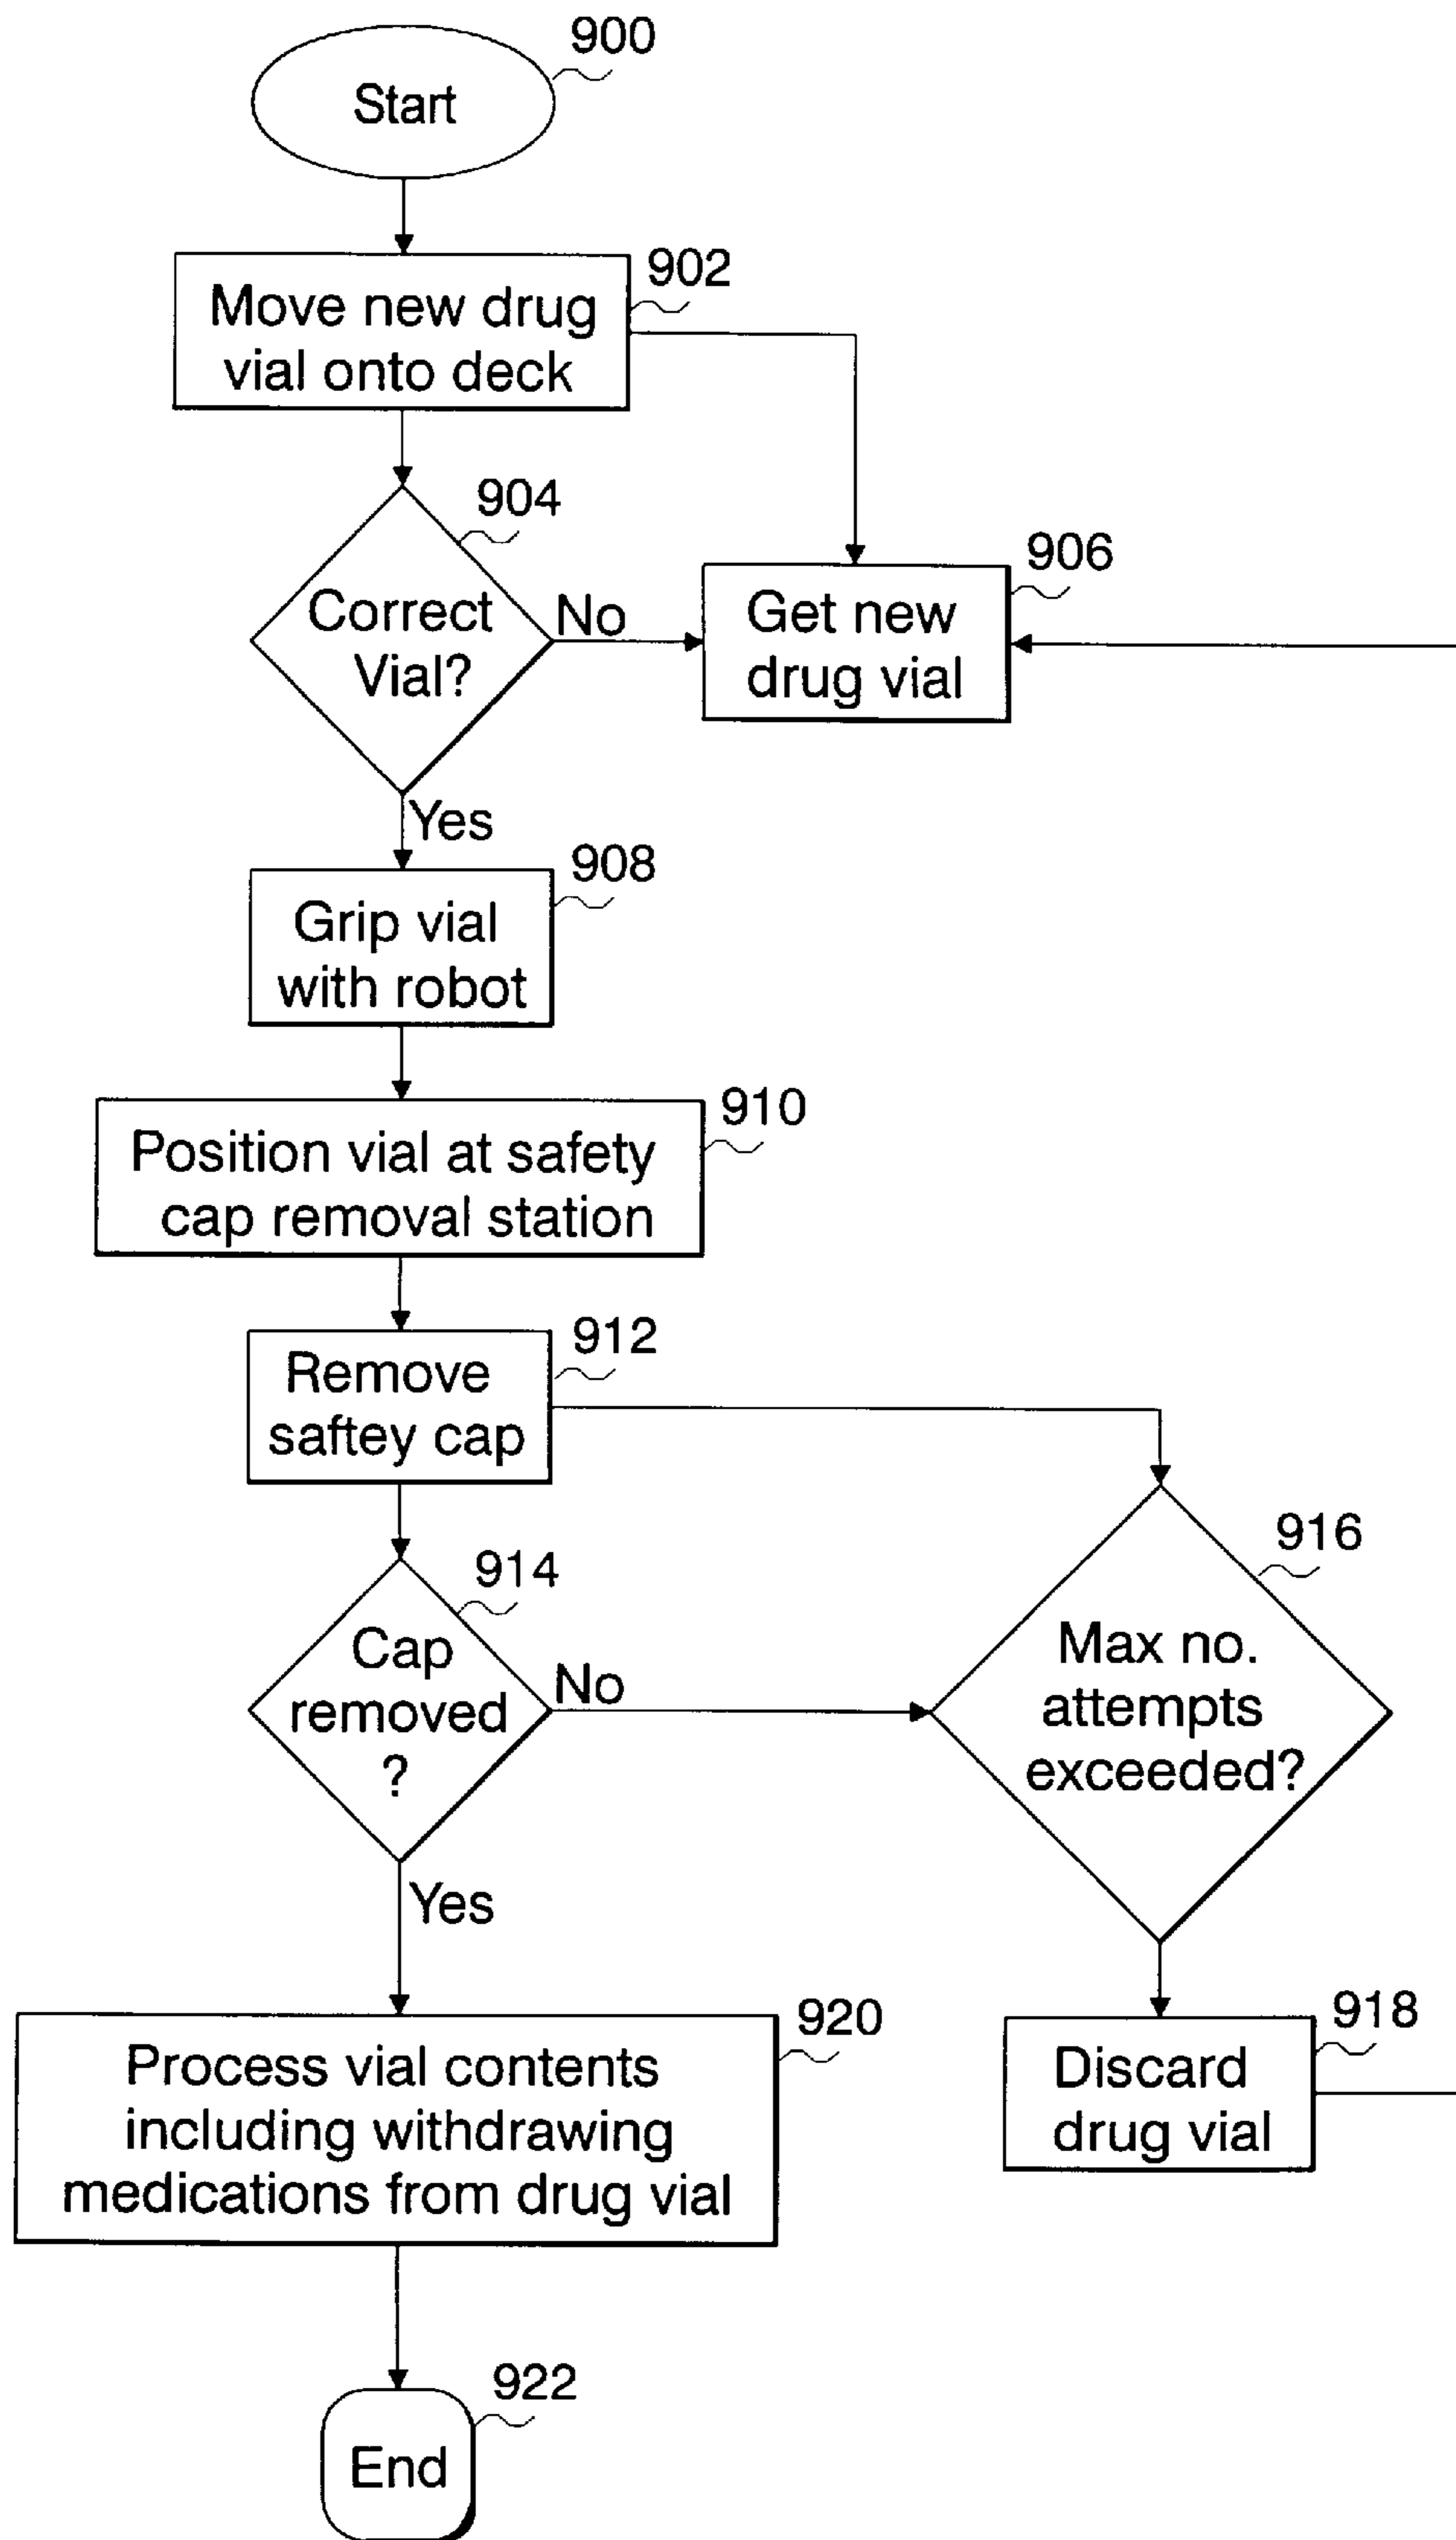 900
Start
902
Move new drug
vial onto deck
904
Correct
Vial?
No
906
Get new
drug vial
Yes
908
Grip vial
with robot
910
Position vial at safety
cap removal station
912
Remove
saftey cap
914
Cap
removed
?
No
916
Max no.
attempts
exceeded?
Yes
918
Discard
drug vial
920
Process vial contents
including withdrawing
medications from drug vial
922
End